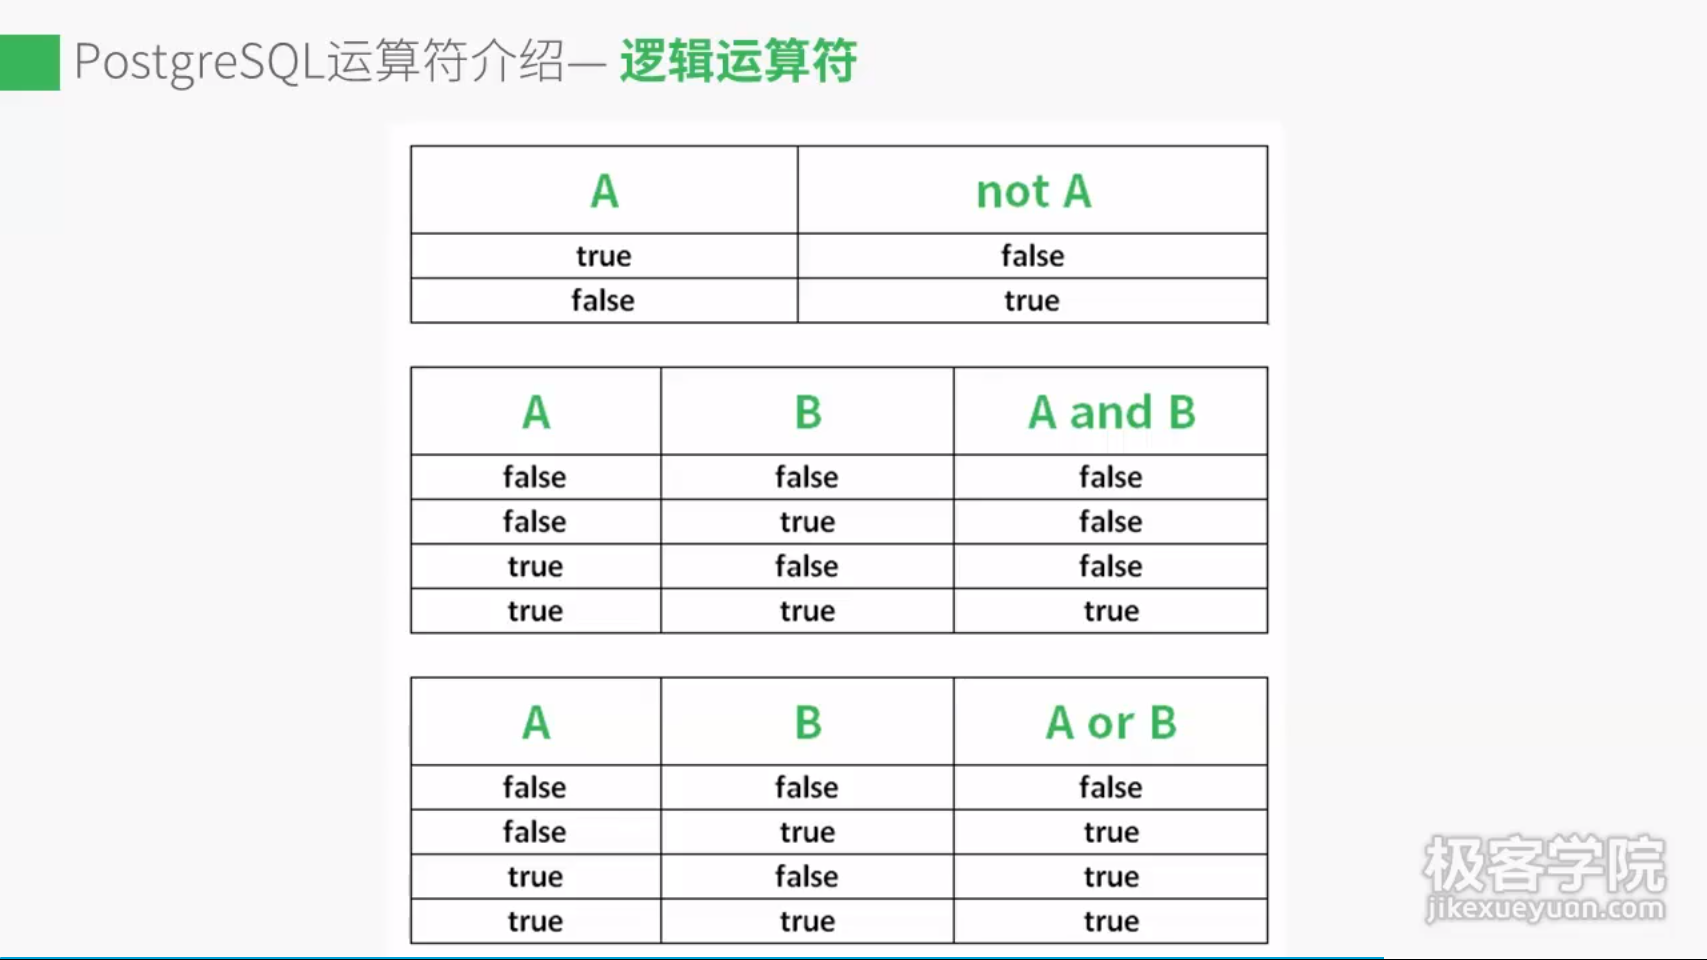 PostgreSQL运算符介绍— 逻辑运算符
A not A
true false
false true
A B A and B
false false false
false true false
true false false
true true true
A B A or B
false false false
false true true
true false true
true true true
极客学院
jikexueyuan.com